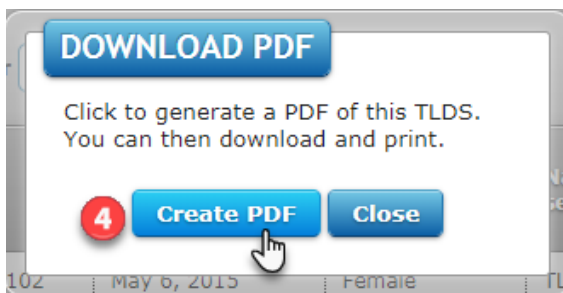 DOWNLOAD PDF
Click to generate a PDF of this TLDS.
You can then download and print.
4 Create PDF Close
102 May 6, 2015 Female